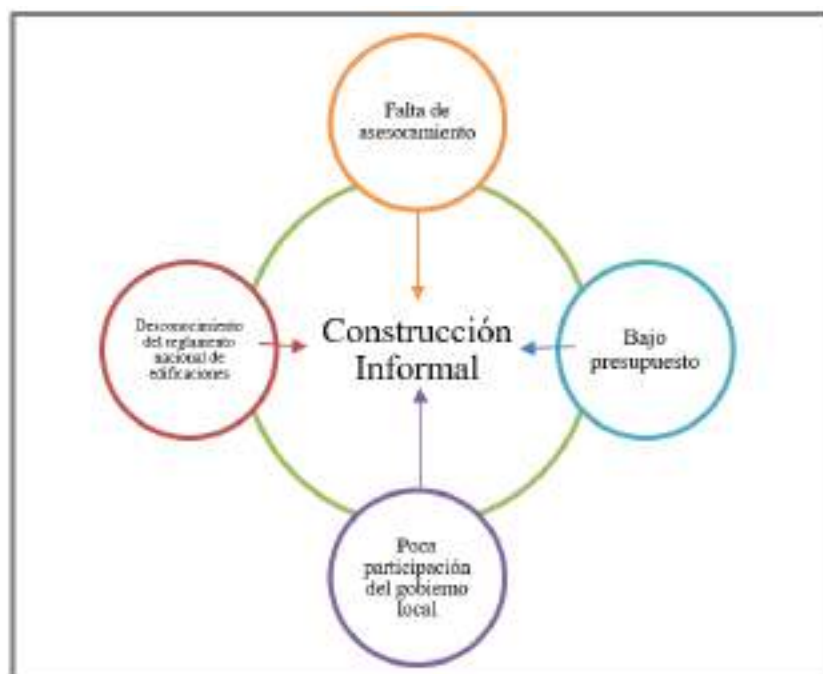 Falta de
asesoramiento
Desconocimiento
del reglamento
nacional de
edificaciones
Construcción
Informal
Bajo
presupuesto
Poca
participación
del gobierno
local